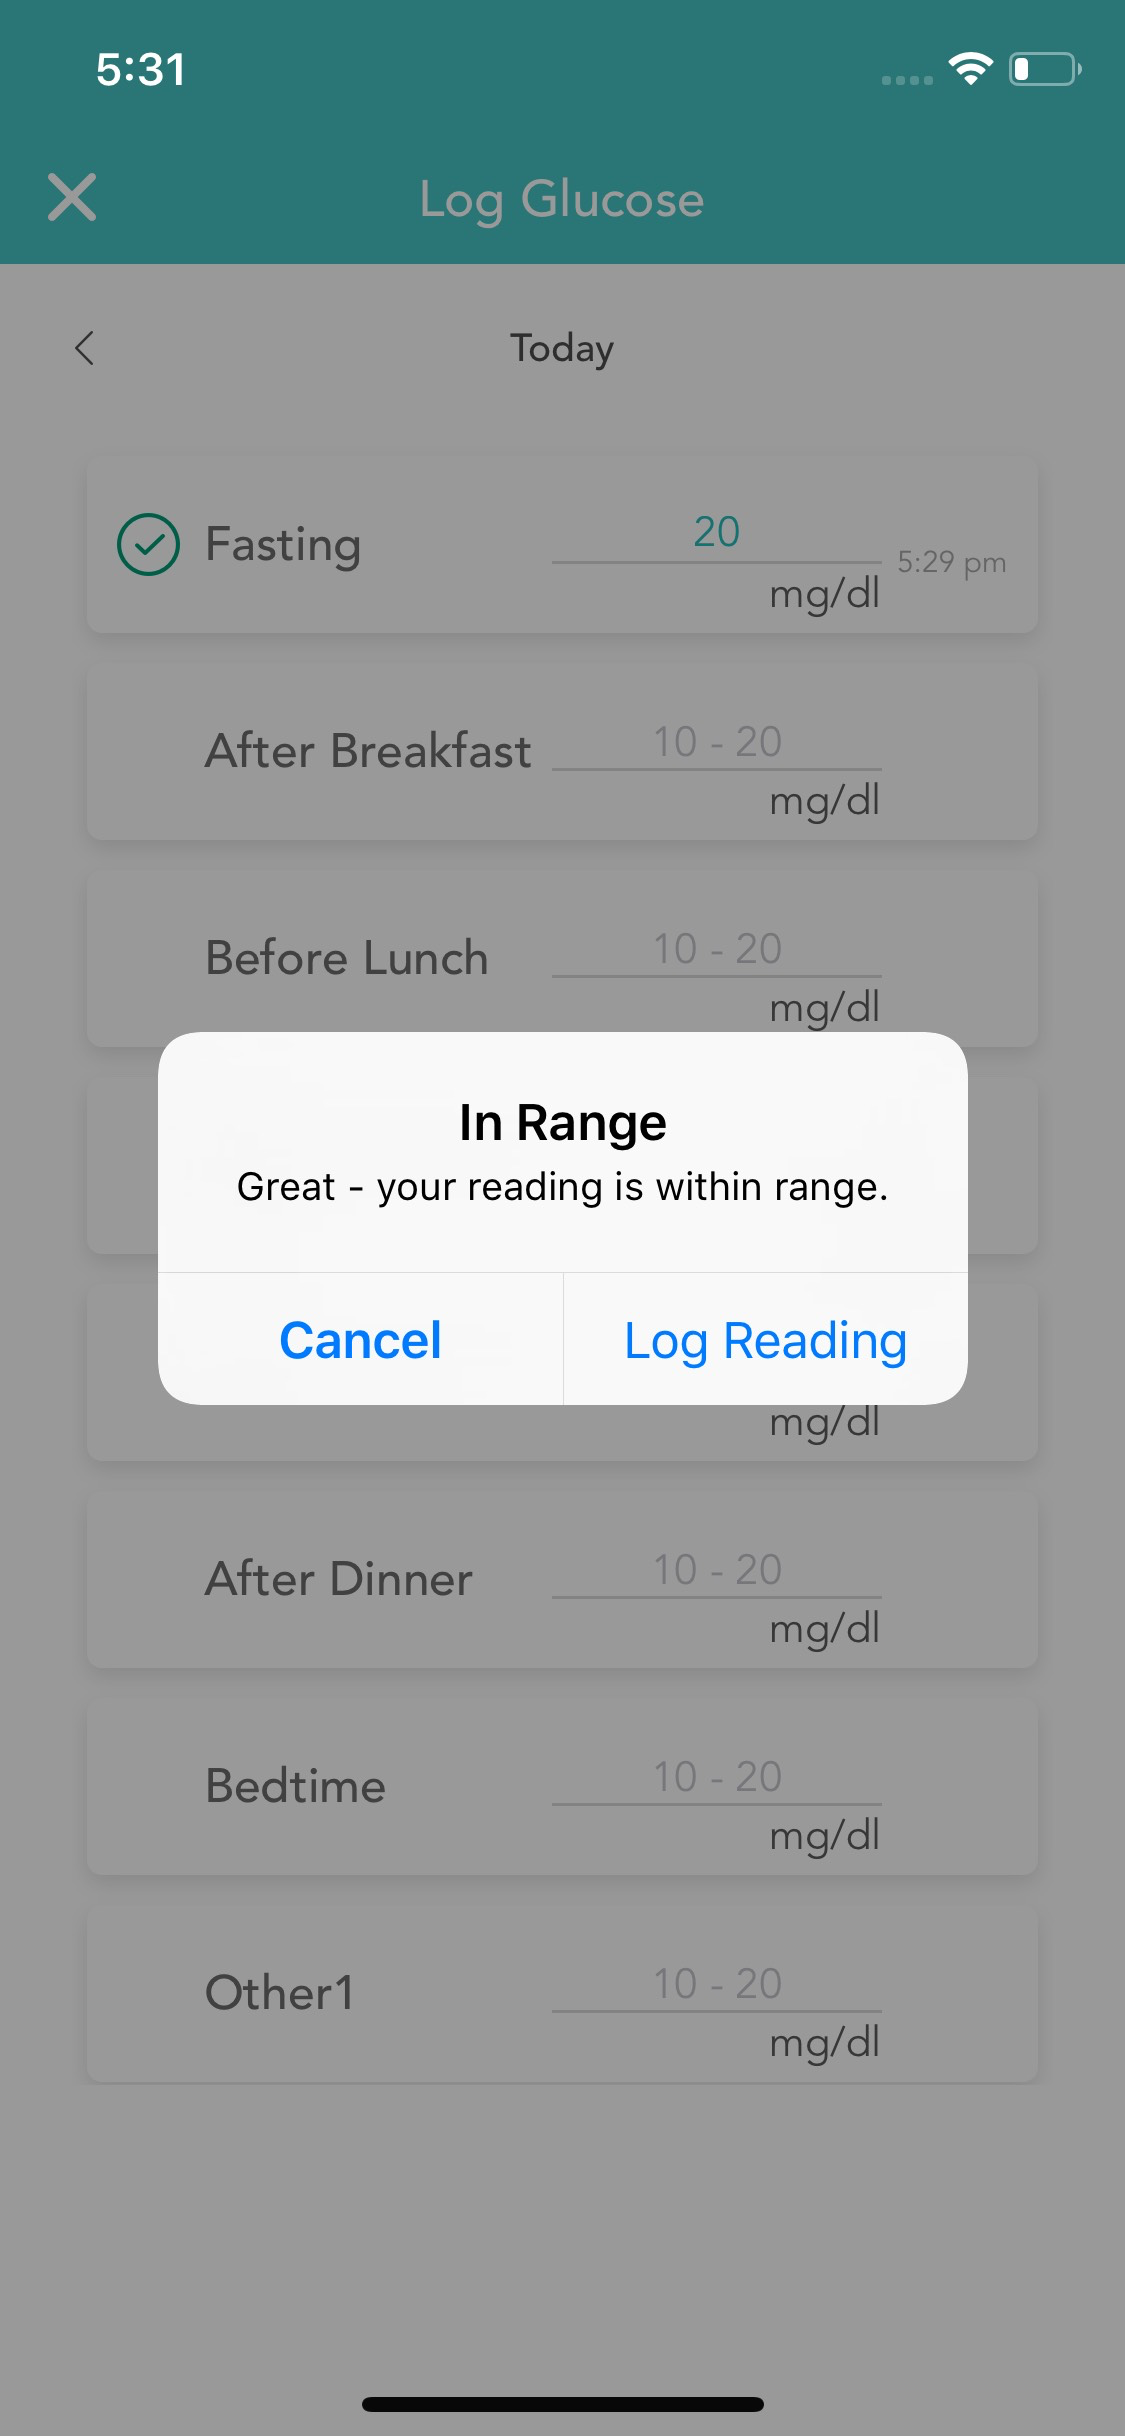 5:31
Log Glucose
Today
Fasting
20
5:29 pm
mg/dl
After Breakfast
10 - 20
mg/dl
Before Lunch
10 - 20
mg/dl
In Range
Great - your reading is within range.
Cancel
Log Reading
mg/dl
After Dinner
10 - 20
mg/dl
Bedtime
10 - 20
mg/dl
Other1
10 - 20
mg/dl